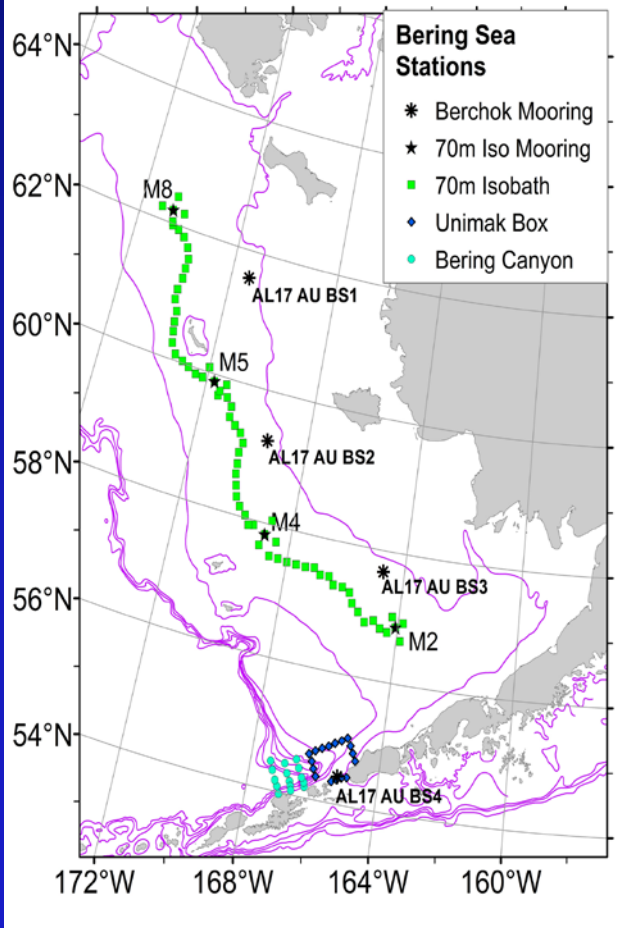 64°N
62°N
60°N
58°N
56°N
54°N
172°W
168°W
164°W
160°W
Bering Sea
Stations
Berchok Mooring
70m Iso Mooring
70m Isobath
Unimak Box
Bering Canyon
M8
AL17 AU BS1
M5
AL17 AU BS2
M4
AL17 AU BS3
M2
AL17 AU BS4